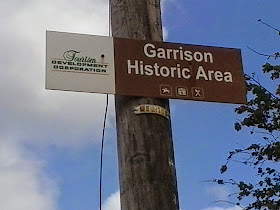 Tourism
DEVELOPMENT
CORPORATION
Garrison
Historic Area